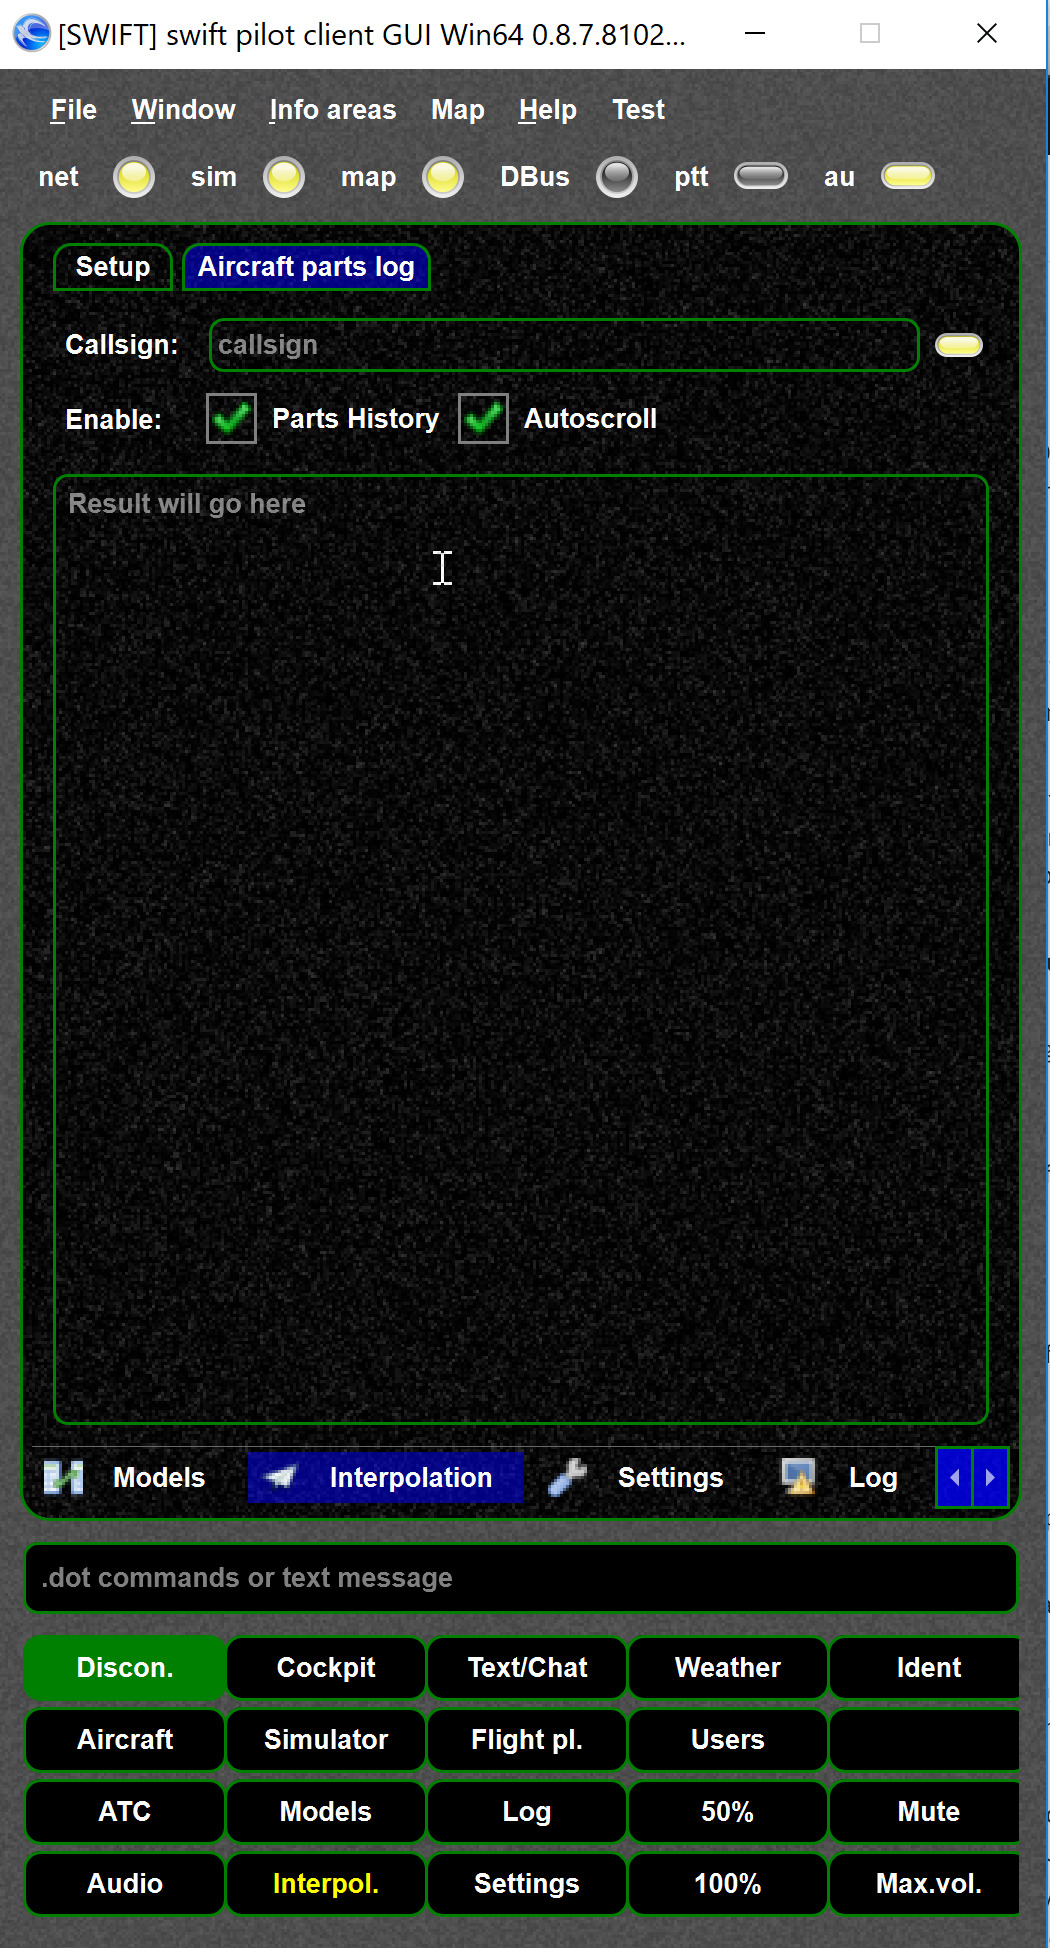 [SWIFT] swift pilot client GUI Win64 0.8.7.8102...
File Window Info areas Map Help Test
net sim map DBus ptt au
Setup Aircraft parts log
Callsign: callsign
Enable: Parts History Autoscroll
Result will go here
Models Interpolation Settings Log
.dot commands or text message
Discon. Cockpit Text/Chat Weather Ident
Aircraft Simulator Flight pl. Users
ATC Models Log 50% Mute
Audio Interpol. Settings 100% Max.vol.